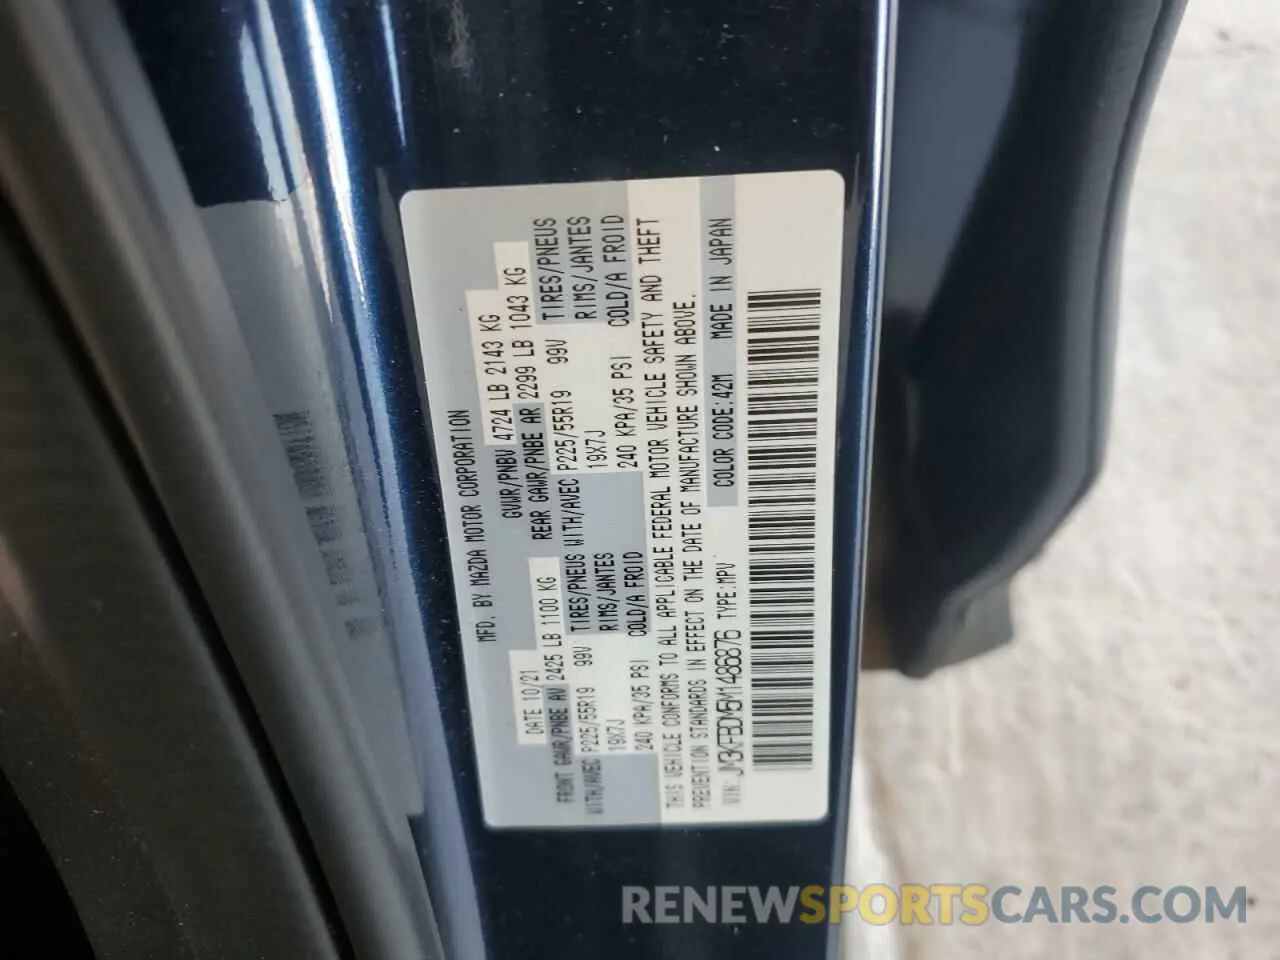 MFD. BY MAZDA MOTOR CORPORATION
DATE 10/21 GVWR/PNBV 4724 LB 2143 KG
FRONT GAWR/PNBE AV 2425 LB 1100 KG REAR GAWR/PNBE AR 2299 LB 1043 KG
WITH/AVEC P225/55R19 99V TIRES/PNEUS WITH/AVEC P225/55R19 99V TIRES/PNEUS
19X7J RIMS/JANTES 19X7J RIMS/JANTES
240 KPA/35 PSI COLD/A FROID 240 KPA/35 PSI COLD/A FROID
THIS VEHICLE CONFORMS TO ALL APPLICABLE FEDERAL MOTOR VEHICLE SAFETY AND THEFT
PREVENTION STANDARDS IN EFFECT ON THE DATE OF MANUFACTURE SHOWN ABOVE.
VIN: JM3KFBDM5M1486876 TYPE:MPV COLOR CODE:42M MADE IN JAPAN
RENEWSPORTSCARS.COM